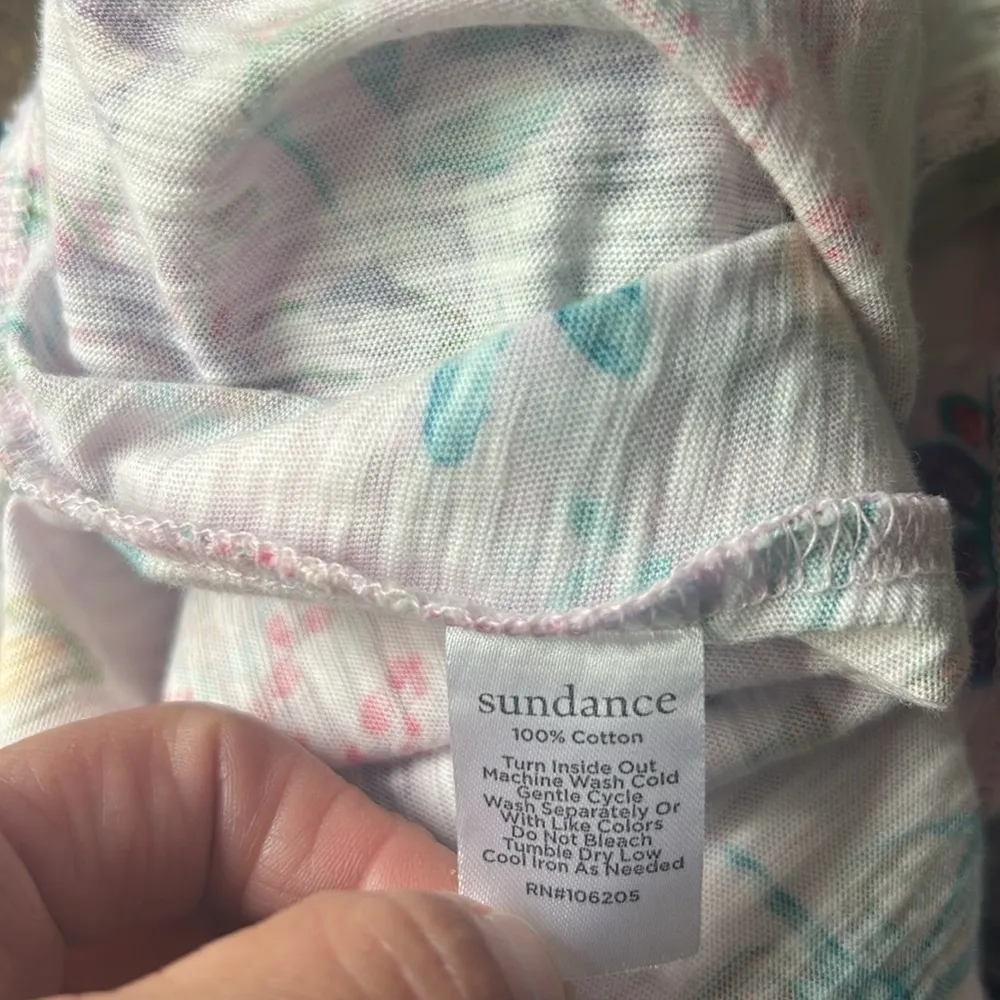 sundance
100% Cotton
Turn Inside Out
Machine Wash Cold
Gentle Cycle
Wash Separately Or
With Like Colors
Do Not Bleach
Tumble Dry Low
Cool Iron As Needed
RN#106205